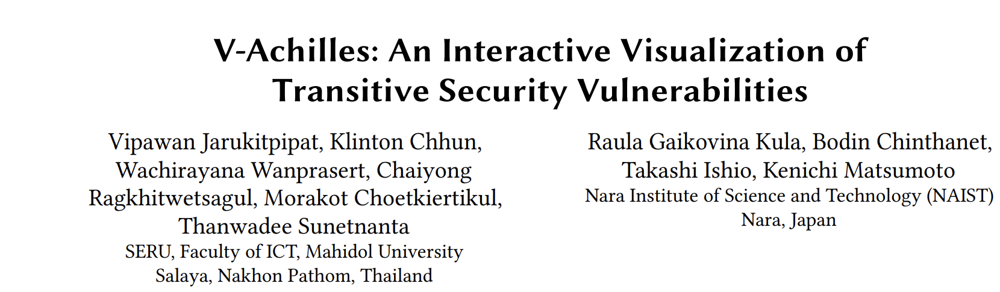 V-Achilles: An Interactive Visualization of
Transitive Security Vulnerabilities
Vipawan Jarukitpipat, Klinton Chhun,
Wachirayana Wanprasert, Chaiyong
Ragkhitwetsagul, Morakot Choetkiertikul,
Thanwadee Sunetnanta
SERU, Faculty of ICT, Mahidol University
Salaya, Nakhon Pathom, Thailand
Raula Gaikovina Kula, Bodin Chinthanet,
Takashi Ishio, Kenichi Matsumoto
Nara Institute of Science and Technology (NAIST)
Nara, Japan